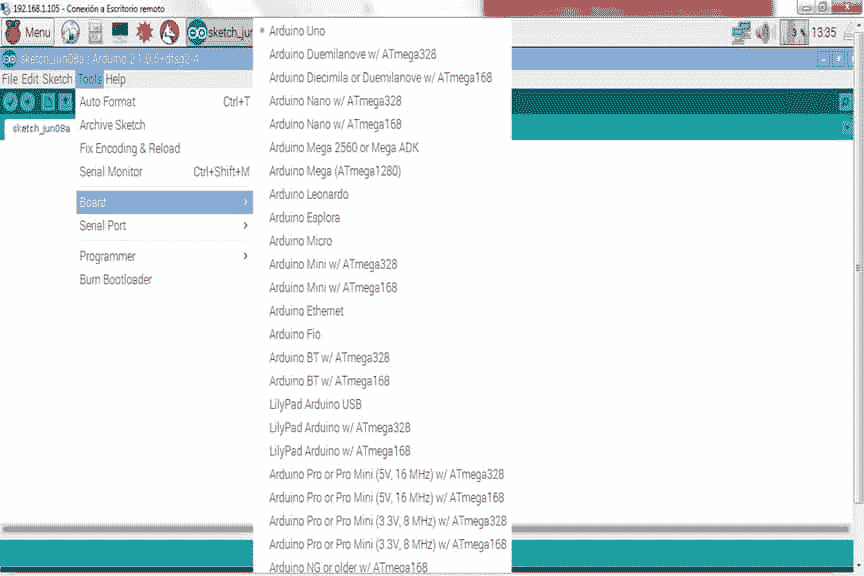 192.168.1.105 - Conexión a Escritorio remoto
Menu
sketch_jun
3 %
13:35
sketch_jun08a : Arduino 2:1.0.5+dfsg2-4
File Edit Sketch Tools Help
sketch_jun08a
Auto Format Ctrl+T
Archive Sketch
Fix Encoding & Reload
Serial Monitor Ctrl+Shift+M
Board
Serial Port
Programmer
Burn Bootloader
Arduino Uno
Arduino Duemilanove w/ ATmega328
Arduino Diecimila or Duemilanove w/ ATmega168
Arduino Nano w/ ATmega328
Arduino Nano w/ ATmega168
Arduino Mega 2560 or Mega ADK
Arduino Mega (ATmega1280)
Arduino Leonardo
Arduino Esplora
Arduino Micro
Arduino Mini w/ ATmega328
Arduino Mini w/ ATmega168
Arduino Ethernet
Arduino Fio
Arduino BT w/ ATmega328
Arduino BT w/ ATmega168
LilyPad Arduino USB
LilyPad Arduino w/ ATmega328
LilyPad Arduino w/ ATmega168
Arduino Pro or Pro Mini (5V, 16 MHz) w/ ATmega328
Arduino Pro or Pro Mini (5V, 16 MHz) w/ ATmega168
Arduino Pro or Pro Mini (3.3V, 8 MHz) w/ ATmega328
Arduino Pro or Pro Mini (3.3V, 8 MHz) w/ ATmega168
Arduino NG or older w/ ATmega168